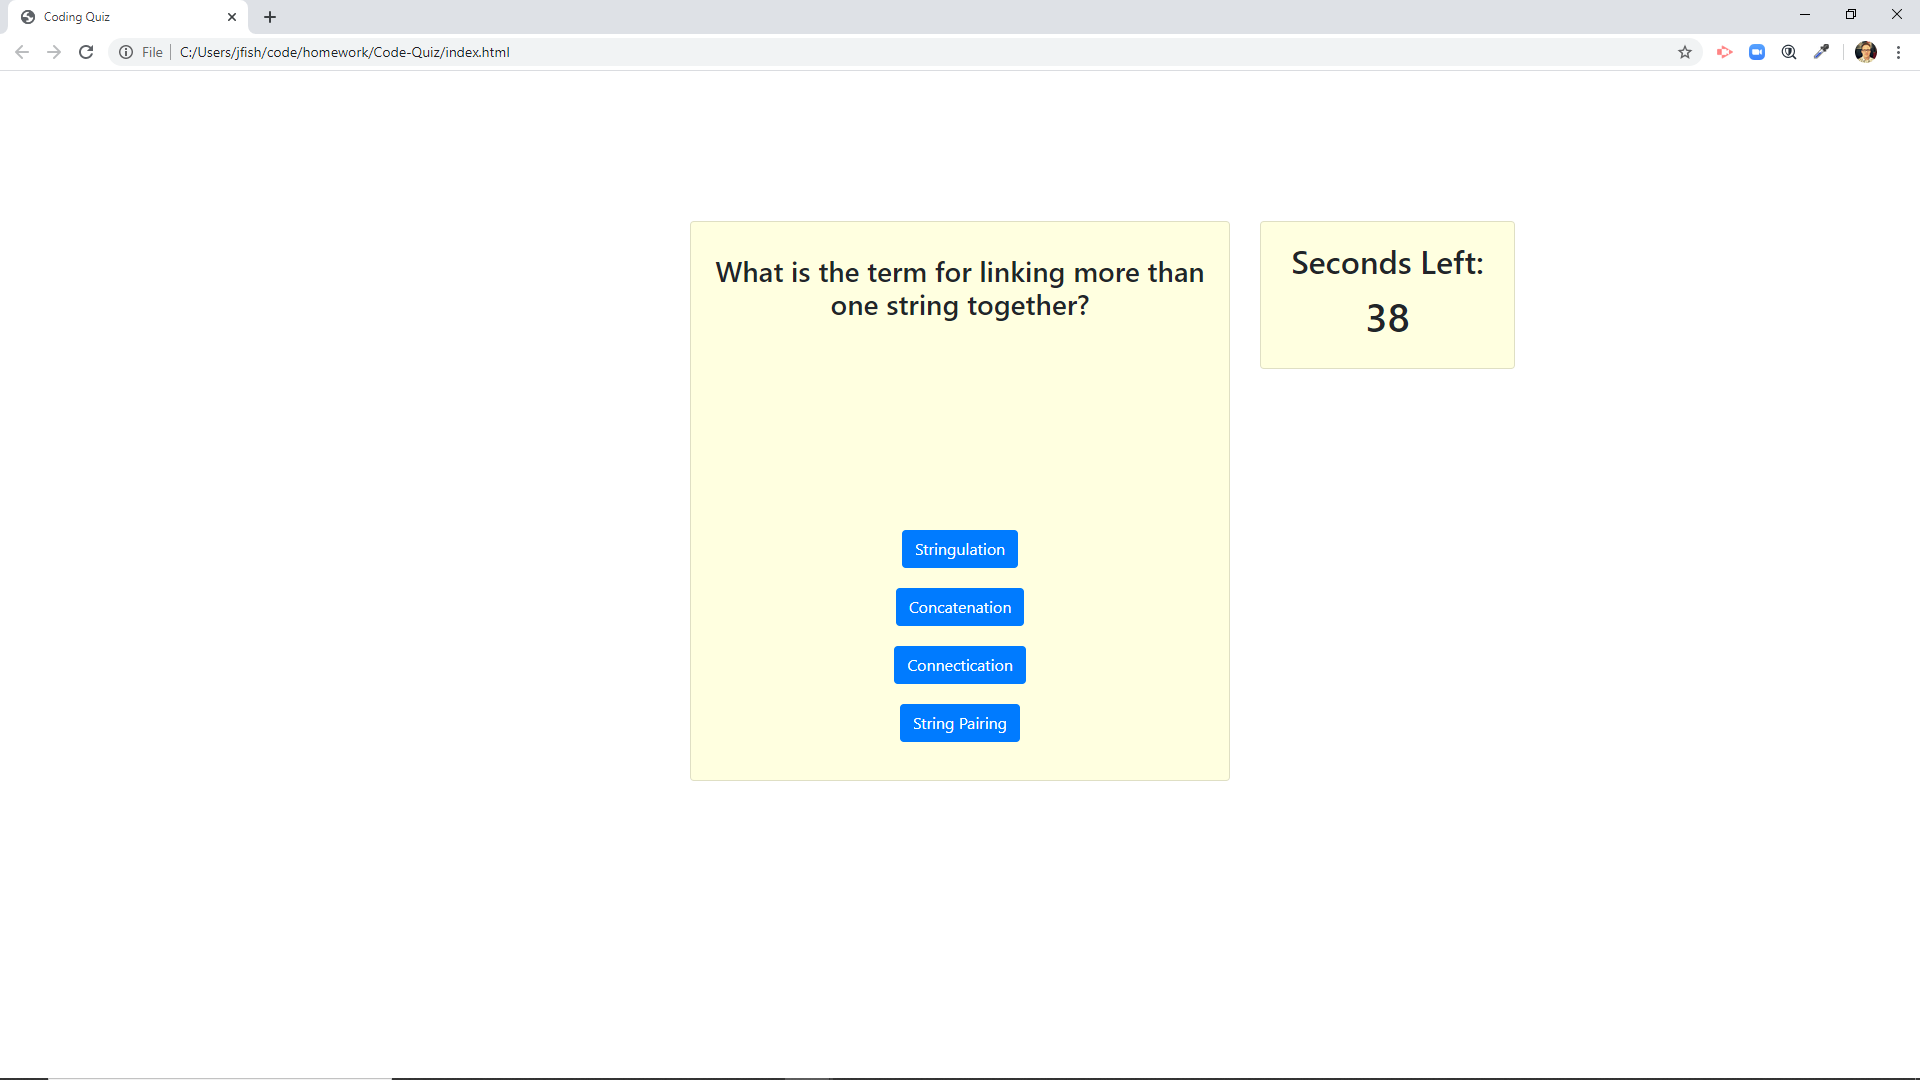 Coding Quiz
File
C:/Users/jfish/code/homework/Code-Quiz/index.html
What is the term for linking more than
one string together?
Seconds Left:
38
Stringulation
Concatenation
Connectication
String Pairing